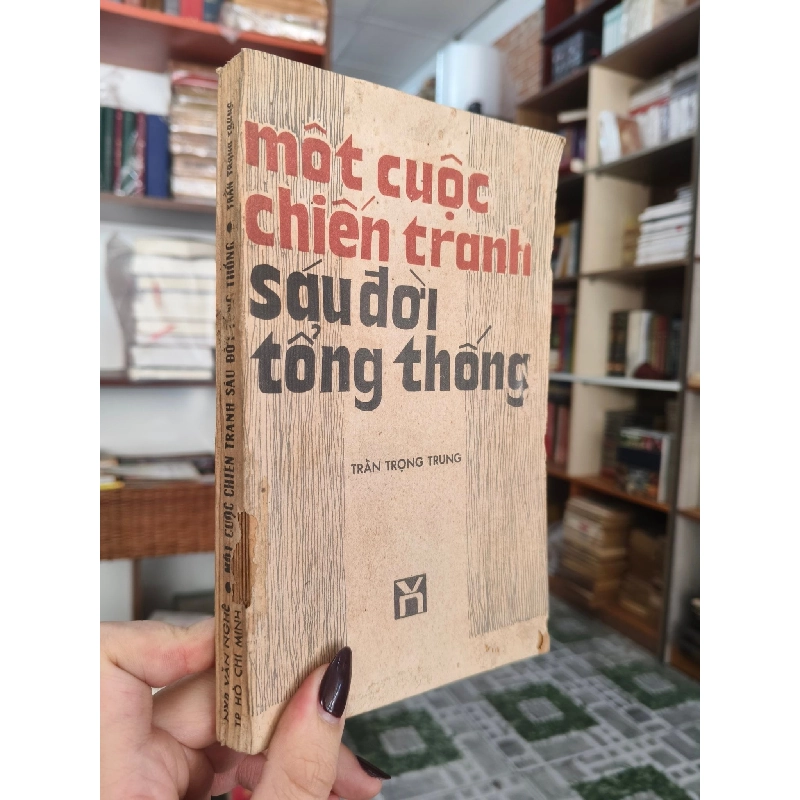 một cuộc
chiến tranh
sáu đời
tổng thống
TRẦN TRỌNG TRUNG
VN
NXB VĂN NGHỆ
TP HỒ CHÍ MINH
MỘT CUỘC CHIẾN TRANH SÁU ĐỜI TỔNG THỐNG • TRẦN TRỌNG TRUNG